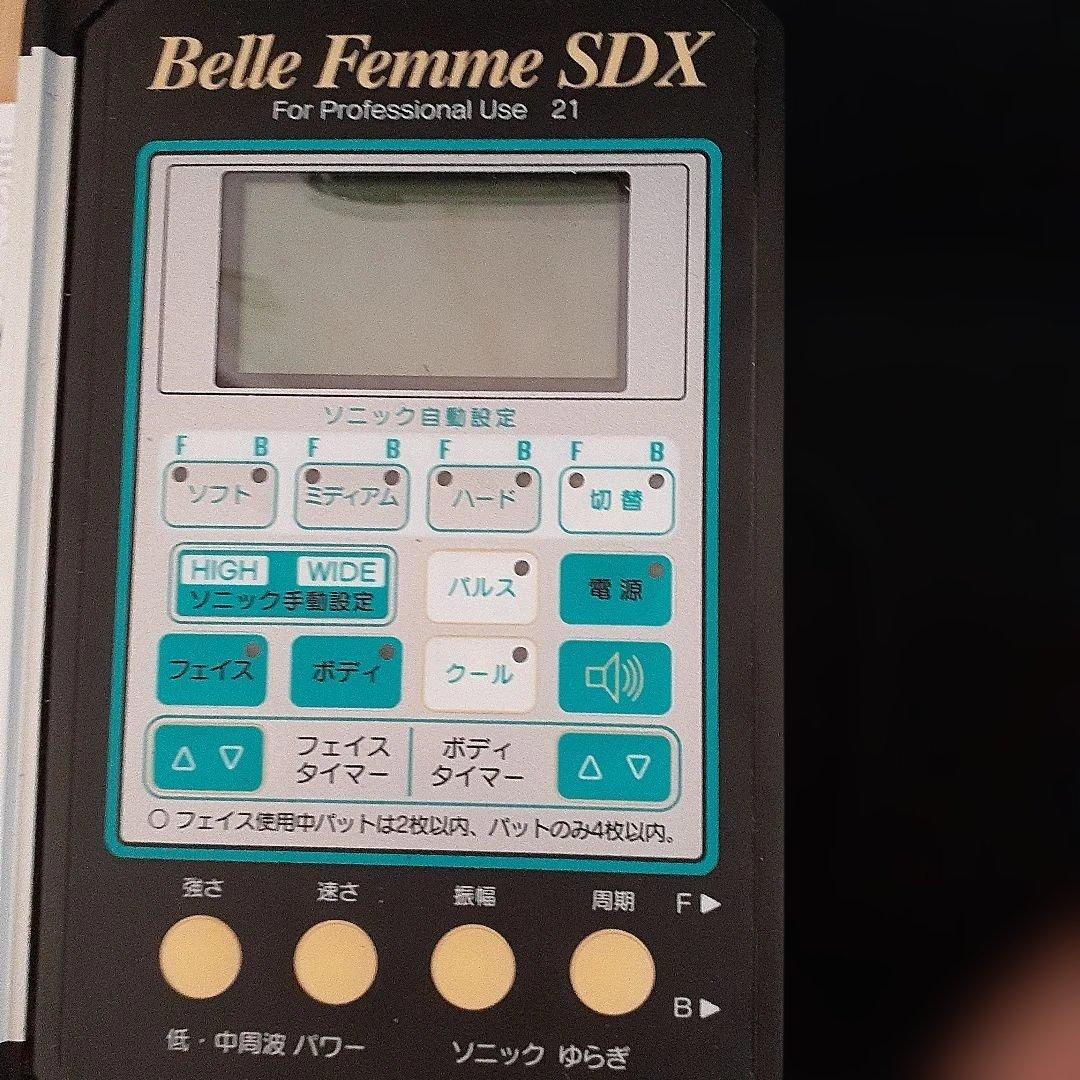 Belle Femme SDX
For Professional Use 21
ソニック自動設定
F B F B F B F B
ソフト ミディアム ハード 切替
HIGH WIDE
ソニック手動設定
パルス
電源
フェイス ボディ クール
△ ▽ フェイス タイマー ボディ タイマー △ ▽
○ フェイス使用中パットは2枚以内、パットのみ4枚以内。
強さ 速さ 振幅 周期 F ▶
B ▶
低・中周波 パワー ソニック ゆらぎ